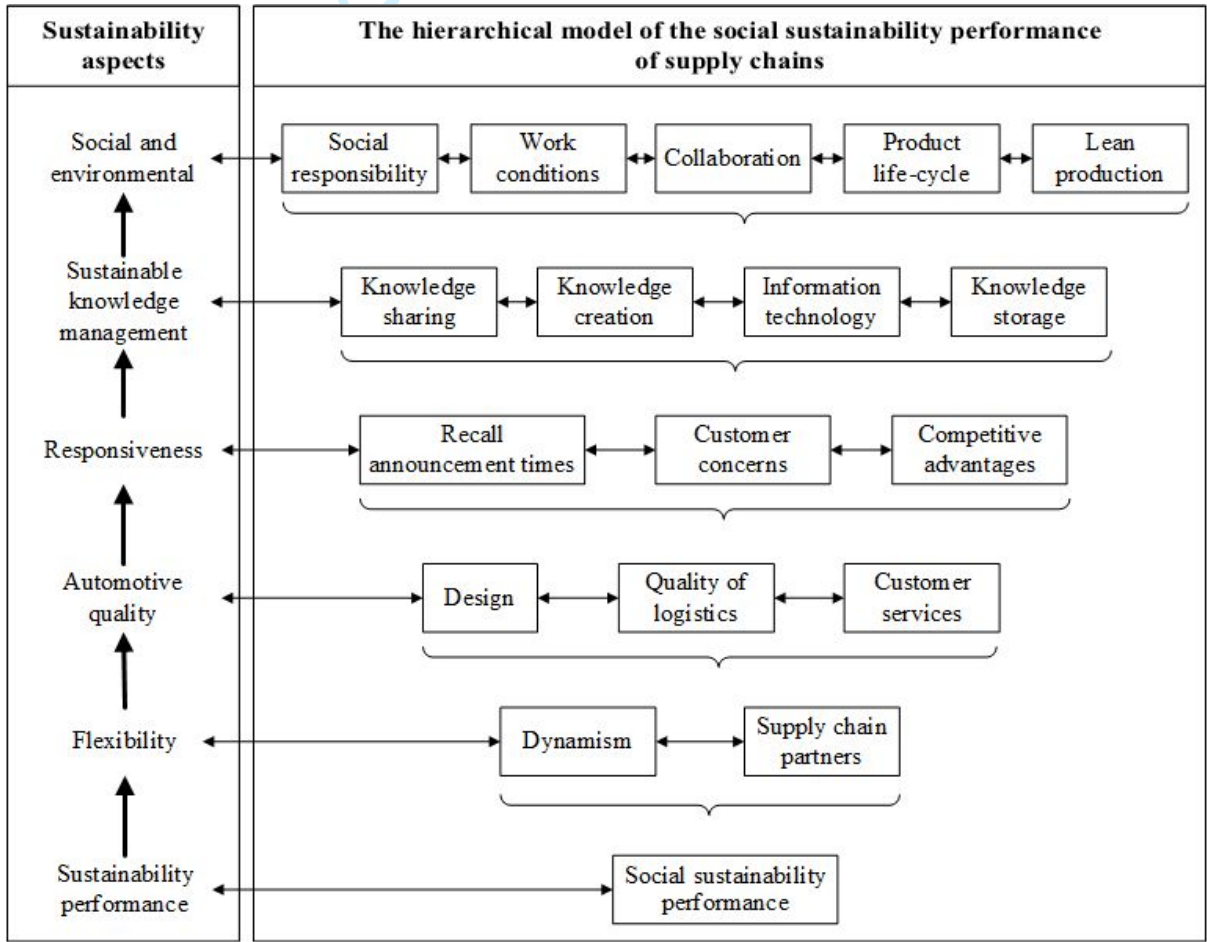 Sustainability
aspects
The hierarchical model of the social sustainability performance
of supply chains
Social and
environmental
Social
responsibility
Work
conditions
Collaboration
Product
life-cycle
Lean
production
Sustainable
knowledge
management
Knowledge
sharing
Knowledge
creation
Information
technology
Knowledge
storage
Responsiveness
Recall
announcement times
Customer
concerns
Competitive
advantages
Automotive
quality
Design
Quality of
logistics
Customer
services
Flexibility
Dynamism
Supply chain
partners
Sustainability
performance
Social sustainability
performance